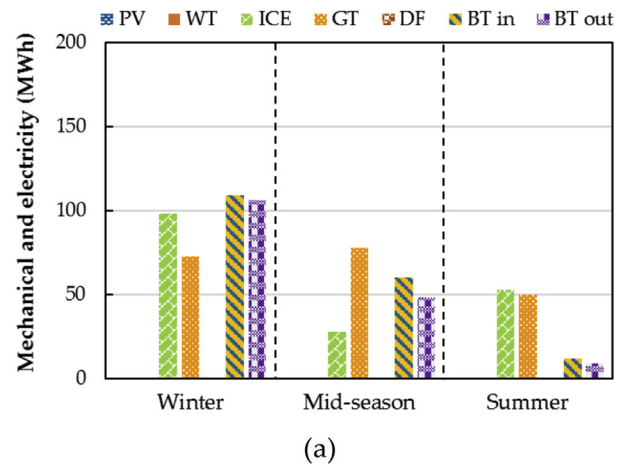 PV WT ICE GT DF BT in BT out
Mechanical and electricity (MWh)
200
150
100
50
0
Winter Mid-season Summer
(a)